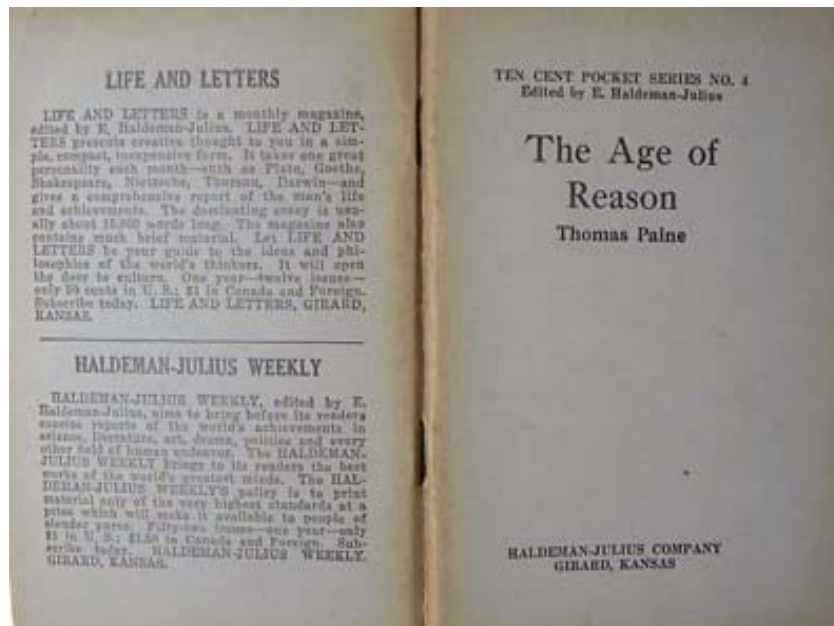 LIFE AND LETTERS
LIFE AND LETTERS is a monthly magazine,
edited by E. Haldeman-Julius. LIFE AND LET-
TERS presents creative thought to you in a sim-
ple, compact, inexpensive form. It takes one great
personality each month—such as Plato, Goethe,
Shakespeare, Nietzsche, Thoreau, Darwin—and
gives a comprehensive report of the man's life
and achievements. The dominating essay is usu-
ally about 15,000 words long. The magazine also
contains much brief material. Let LIFE AND
LETTERS be your guide to the ideas and phi-
losophies of the world's thinkers. It will open
the door to culture. One year—twelve issues—
only 50 cents in U. S.; $1 in Canada and Foreign.
Subscribe today. LIFE AND LETTERS, GIRARD,
KANSAS.
HALDEMAN-JULIUS WEEKLY
HALDEMAN-JULIUS WEEKLY, edited by E.
Haldeman-Julius, aims to bring before its readers
concise reports of the world's achievements in
science, literature, art, drama, politics and every
other field of human endeavor. The HALDEMAN-
JULIUS WEEKLY brings to its readers the best
works of the world's greatest minds. The HAL-
DEMAN-JULIUS WEEKLY'S policy is to print
material only of the very highest standards at a
price which will make it available to people of
slender purse. Fifty-two issues—one year—only
$1 in U. S.; $1.50 in Canada and Foreign. Sub-
scribe today. HALDEMAN-JULIUS WEEKLY,
GIRARD, KANSAS.
TEN CENT POCKET SERIES NO. 4
Edited by E. Haldeman-Julius
The Age of
Reason
Thomas Paine
HALDEMAN-JULIUS COMPANY
GIRARD, KANSAS